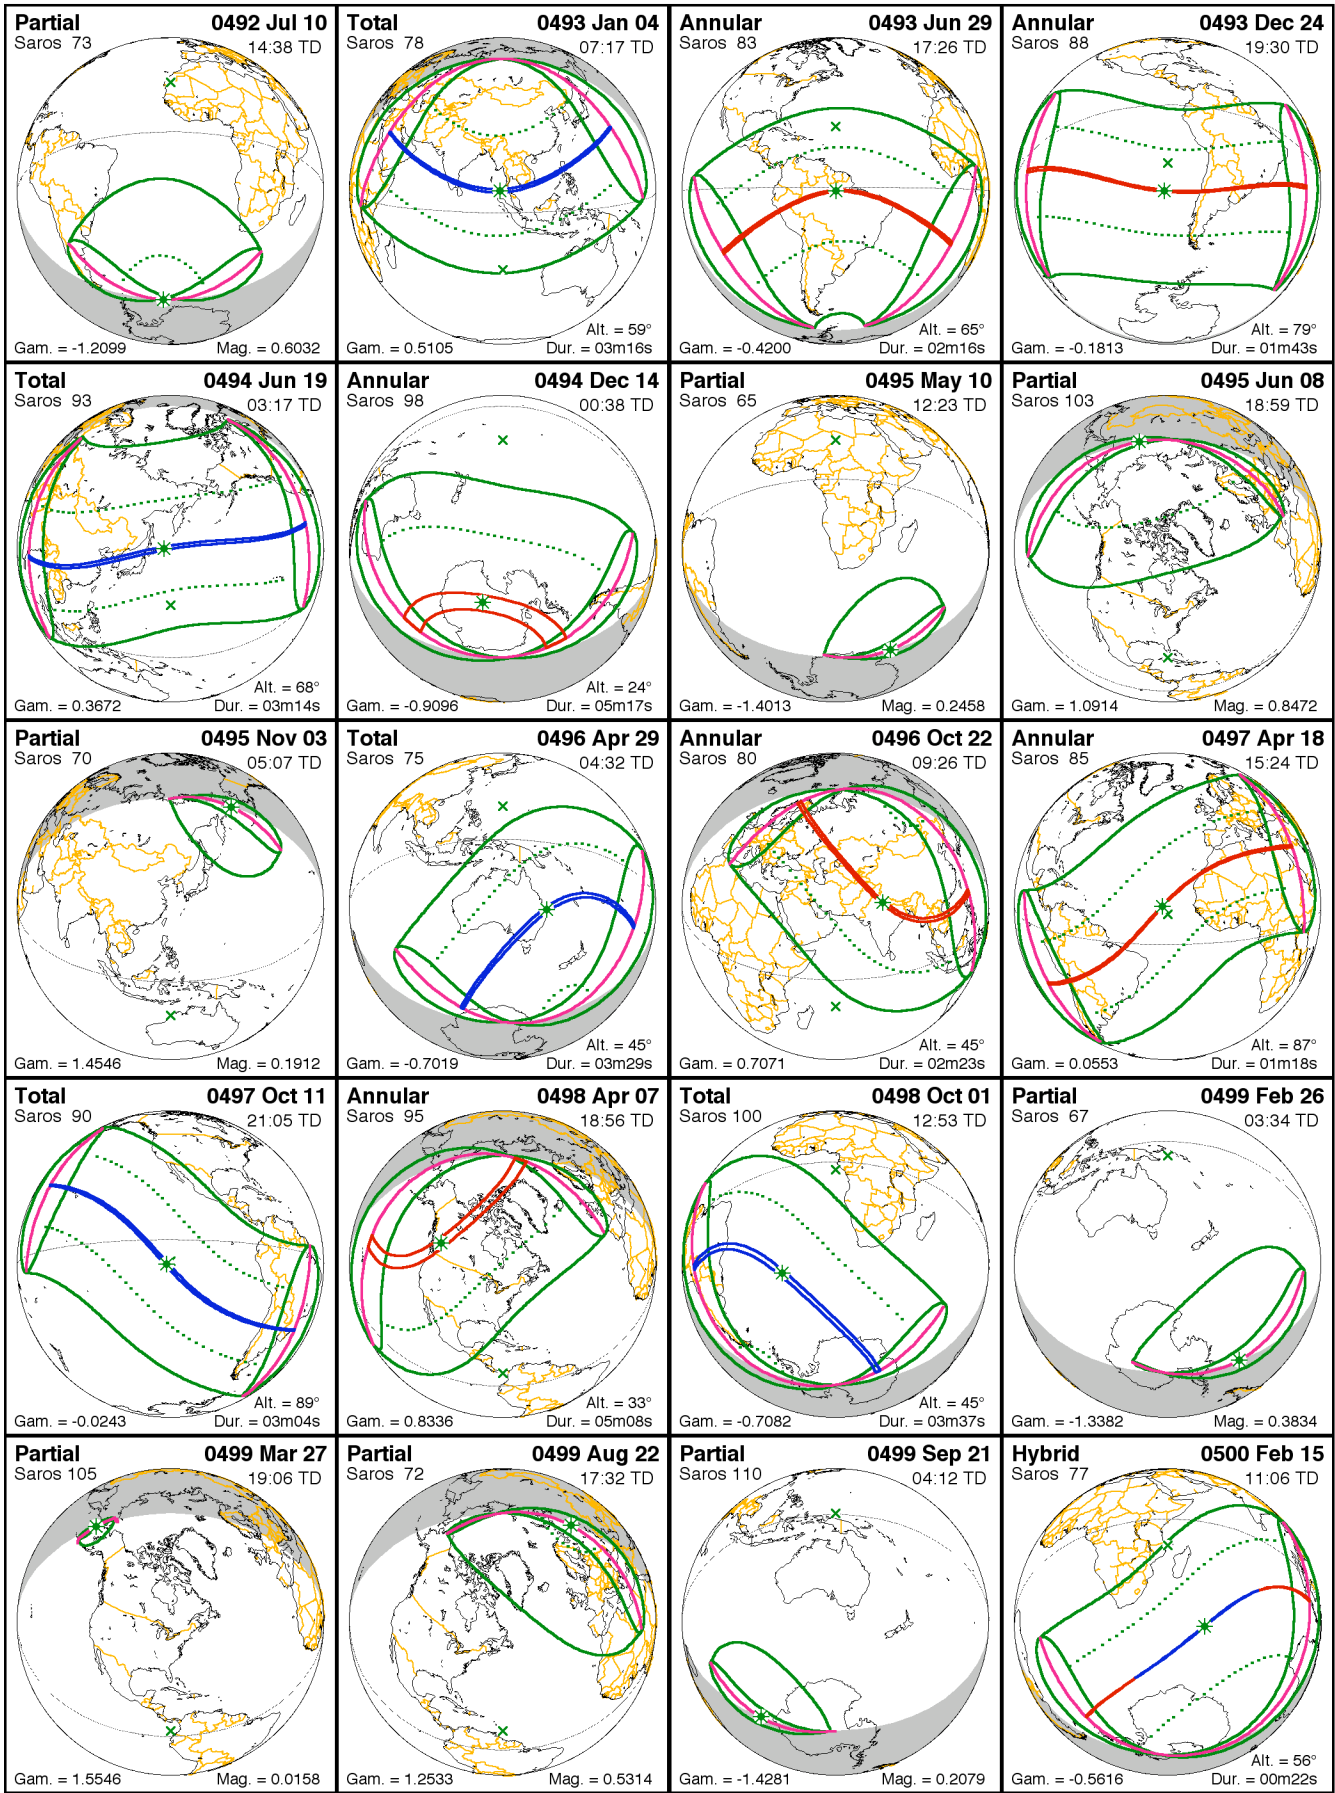 Partial 0492 Jul 10
Saros 73 14:38 TD
Gam. = -1.2099 Mag. = 0.6032
Total 0493 Jan 04
Saros 78 07:17 TD
Alt. = 59°
Gam. = 0.5105 Dur. = 03m16s
Annular 0493 Jun 29
Saros 83 17:26 TD
Alt. = 65°
Gam. = -0.4200 Dur. = 02m16s
Annular 0493 Dec 24
Saros 88 19:30 TD
Alt. = 79°
Gam. = -0.1813 Dur. = 01m43s
Total 0494 Jun 19
Saros 93 03:17 TD
Alt. = 68°
Gam. = 0.3672 Dur. = 03m14s
Annular 0494 Dec 14
Saros 98 00:38 TD
Alt. = 24°
Gam. = -0.9096 Dur. = 05m17s
Partial 0495 May 10
Saros 65 12:23 TD
Gam. = -1.4013 Mag. = 0.2458
Partial 0495 Jun 08
Saros 103 18:59 TD
Gam. = 1.0914 Mag. = 0.8472
Partial 0495 Nov 03
Saros 70 05:07 TD
Gam. = 1.4546 Mag. = 0.1912
Total 0496 Apr 29
Saros 75 04:32 TD
Alt. = 45°
Gam. = -0.7019 Dur. = 03m29s
Annular 0496 Oct 22
Saros 80 09:26 TD
Alt. = 45°
Gam. = 0.7071 Dur. = 02m23s
Annular 0497 Apr 18
Saros 85 15:24 TD
Alt. = 87°
Gam. = 0.0553 Dur. = 01m18s
Total 0497 Oct 11
Saros 90 21:05 TD
Alt. = 89°
Gam. = -0.0243 Dur. = 03m04s
Annular 0498 Apr 07
Saros 95 18:56 TD
Alt. = 33°
Gam. = 0.8336 Dur. = 05m08s
Total 0498 Oct 01
Saros 100 12:53 TD
Alt. = 45°
Gam. = -0.7082 Dur. = 03m37s
Partial 0499 Feb 26
Saros 67 03:34 TD
Gam. = -1.3382 Mag. = 0.3834
Partial 0499 Mar 27
Saros 105 19:06 TD
Gam. = 1.5546 Mag. = 0.0158
Partial 0499 Aug 22
Saros 72 17:32 TD
Gam. = 1.2533 Mag. = 0.5314
Partial 0499 Sep 21
Saros 110 04:12 TD
Gam. = -1.4281 Mag. = 0.2079
Hybrid 0500 Feb 15
Saros 77 11:06 TD
Alt. = 56°
Gam. = -0.5616 Dur. = 00m22s